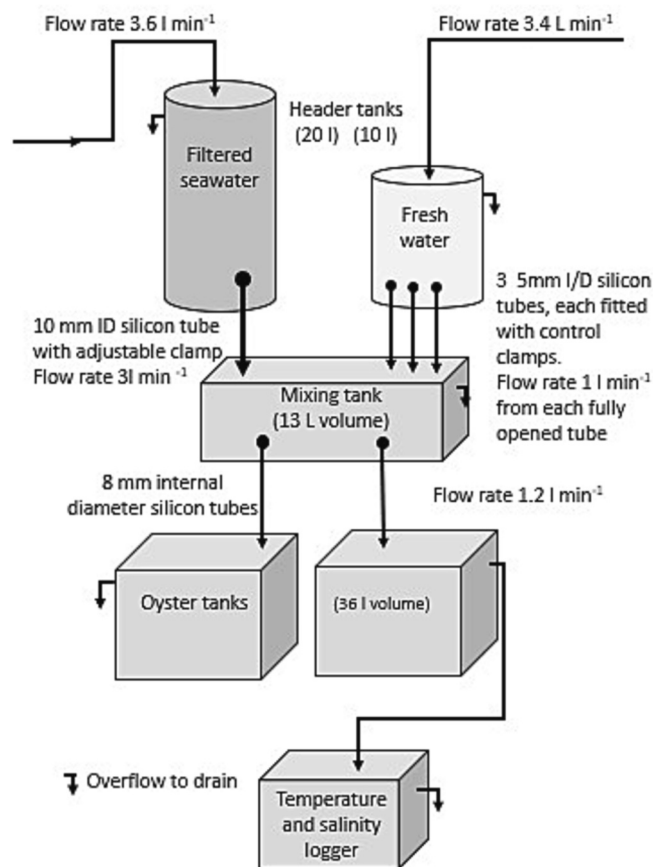 Flow rate 3.6 l min⁻¹
Flow rate 3.4 L min⁻¹
Header tanks
(20 l) (10 l)
Filtered
seawater
Fresh
water
10 mm ID silicon tube
with adjustable clamp
Flow rate 3l min ⁻¹
3 5mm I/D silicon
tubes, each fitted
with control
clamps.
Flow rate 1 l min⁻¹
from each fully
opened tube
Mixing tank
(13 L volume)
8 mm internal
diameter silicon tubes
Flow rate 1.2 l min⁻¹
Oyster tanks
(36 l volume)
Overflow to drain
Temperature
and salinity
logger